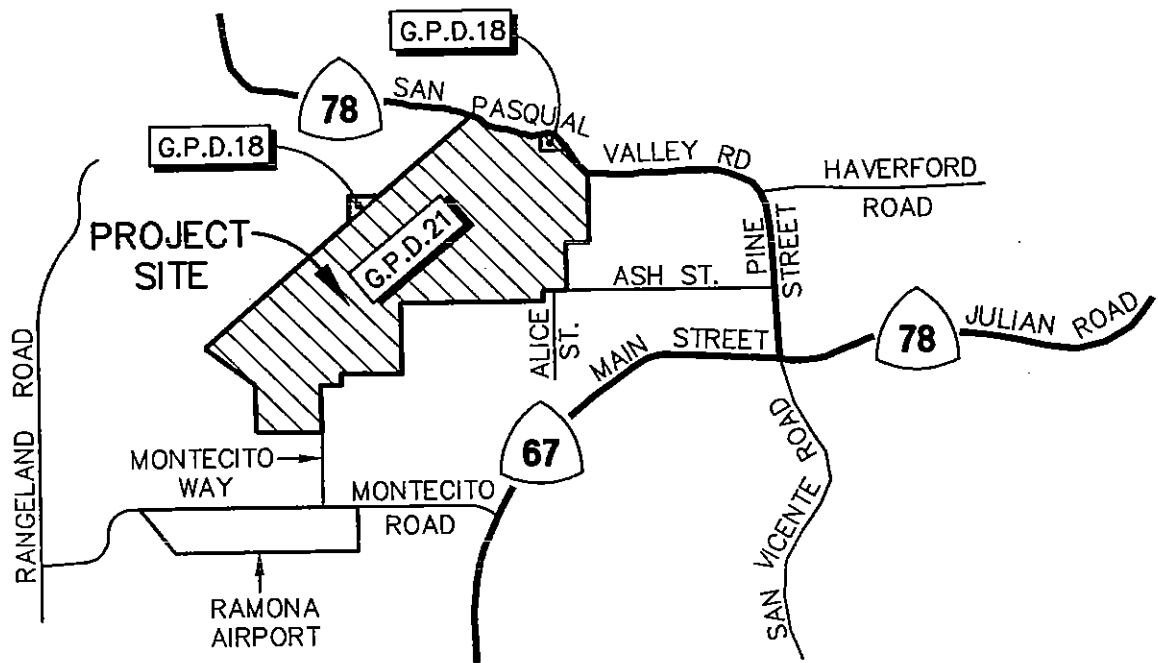 G.P.D.18
78
SAN
PASQUAL
VALLEY RD
G.P.D.18
HAVERFORD
ROAD
PROJECT
SITE
G.P.D.21
PINE
STREET
ASH ST.
ALICE
ST.
MAIN STREET
78
JULIAN ROAD
RANGELAND ROAD
67
MONTECITO
WAY
MONTECITO
ROAD
SAN VICENTE ROAD
RAMONA
AIRPORT